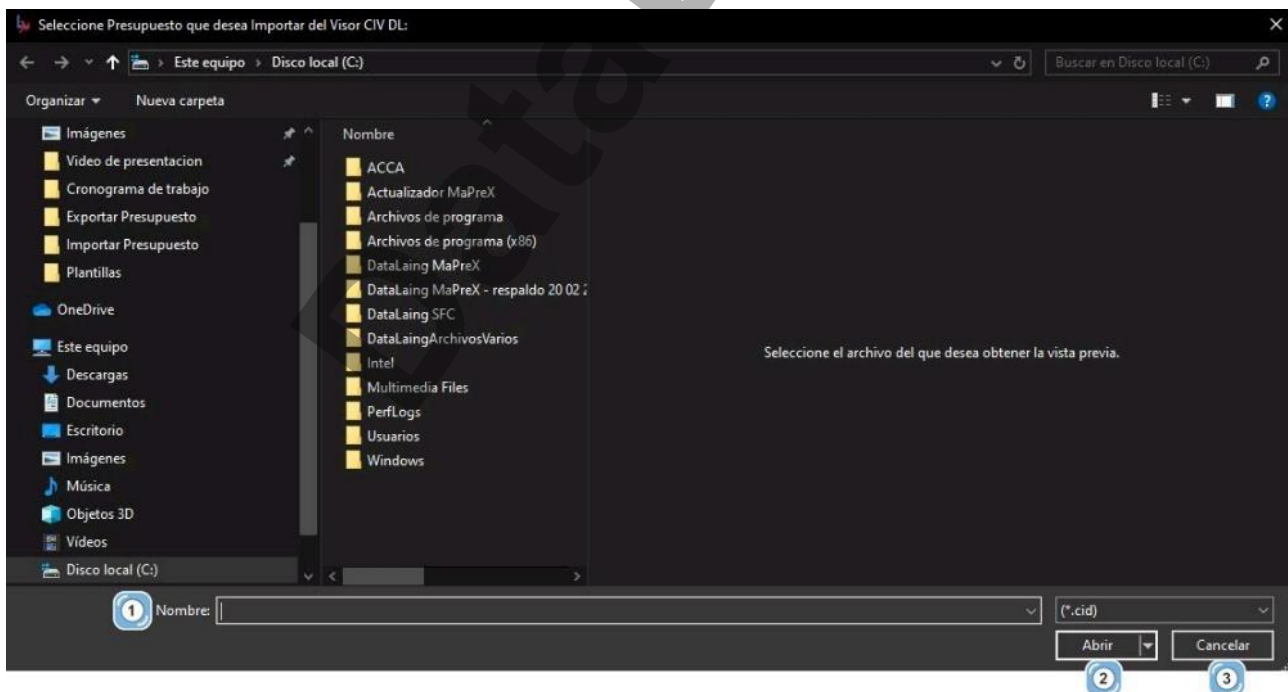 Seleccione Presupuesto que desea Importar del Visor CIV DL:
Este equipo > Disco local (C:)
Buscar en Disco local (C:)
Organizar
Nueva carpeta
Imágenes
Video de presentacion
Cronograma de trabajo
Exportar Presupuesto
Importar Presupuesto
Plantillas
OneDrive
Este equipo
Descargas
Documentos
Escritorio
Imágenes
Música
Objetos 3D
Vídeos
Disco local (C:)
Nombre
ACCA
Actualizador MaPreX
Archivos de programa
Archivos de programa (x86)
DataLaing MaPreX
DataLaing MaPreX - respaldo 20 02
DataLaing SFC
DataLaingArchivosVarios
Intel
Multimedia Files
PerfLogs
Usuarios
Windows
Seleccione el archivo del que desea obtener la vista previa.
1 Nombre:
(*.cid)
Abrir
Cancelar
2
3